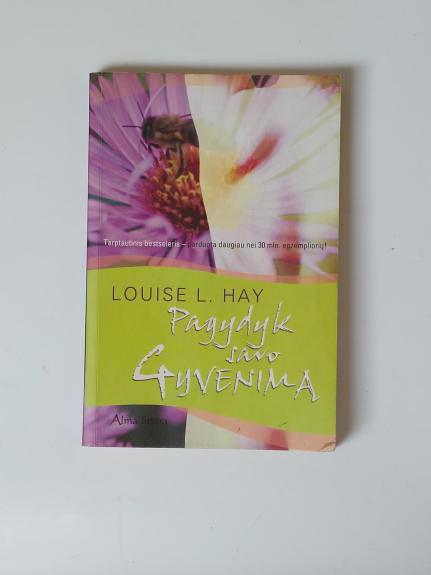 Tarptautinis bestseleris – parduota daugiau nei 30 mln. egzempliorių!
LOUISE L. HAY
Pagydyk
savo
GYVENIMĄ
Alma littera